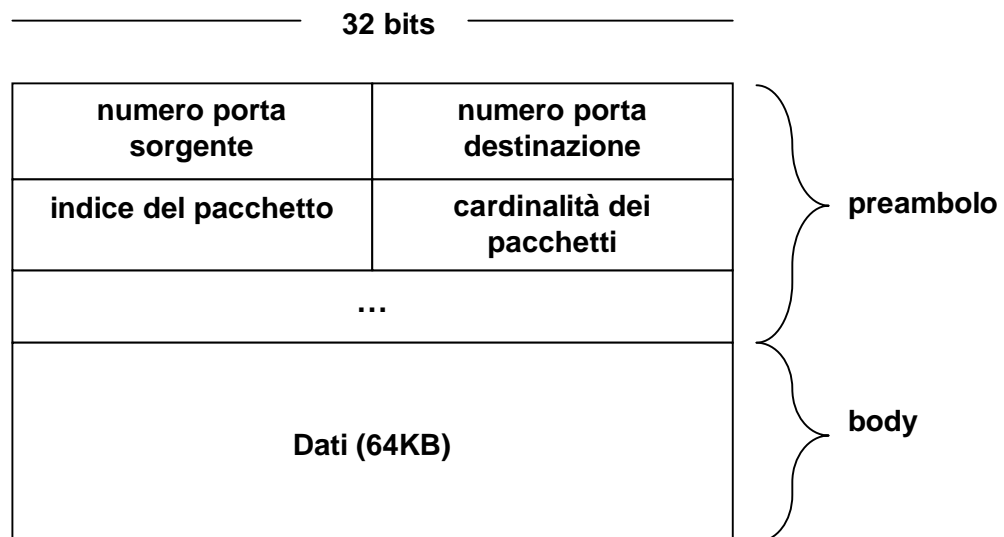 32 bits
numero porta
sorgente
numero porta
destinazione
indice del pacchetto
cardinalità dei
pacchetti
preambolo
…
Dati (64KB)
body